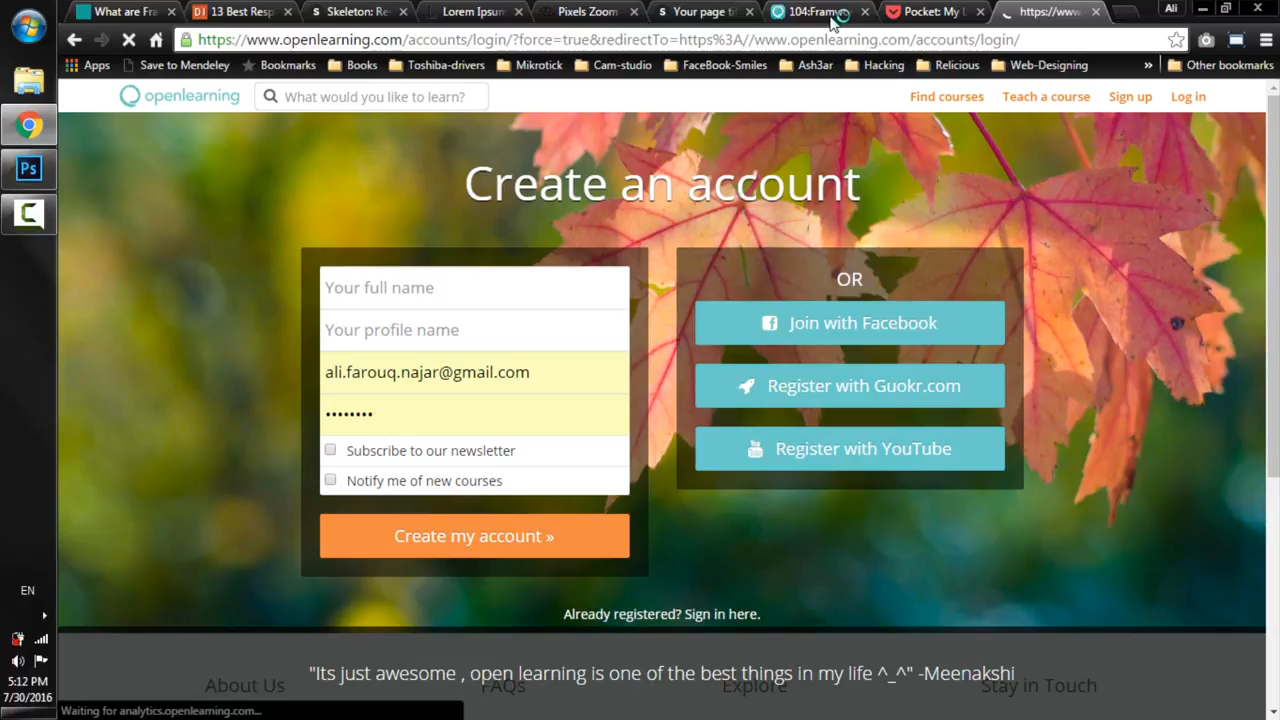 What are Fra
13 Best Resp
Skeleton: Re
Lorem Ipsun
Pixels Zoom
Your page ti
104:Framew
Pocket: My L
https://www
Ali
https://www.openlearning.com/accounts/login/?force=true&redirectTo=https%3A//www.openlearning.com/accounts/login/
Apps
Save to Mendeley
Bookmarks
Books
Toshiba-drivers
Mikrotick
Cam-studio
FaceBook-Smiles
Ash3ar
Hacking
Relicious
Web-Designing
»
Other bookmarks
openlearning
What would you like to learn?
Find courses
Teach a course
Sign up
Log in
Create an account
Your full name
Your profile name
ali.farouq.najar@gmail.com
••••••••
Subscribe to our newsletter
Notify me of new courses
Create my account »
OR
Join with Facebook
Register with Guokr.com
Register with YouTube
Already registered? Sign in here.
"Its just awesome , open learning is one of the best things in my life ^_^" -Meenakshi
About Us
FAQs
Explore
Stay in Touch
Waiting for analytics.openlearning.com...
Ps
EN
5:12 PM
7/30/2016